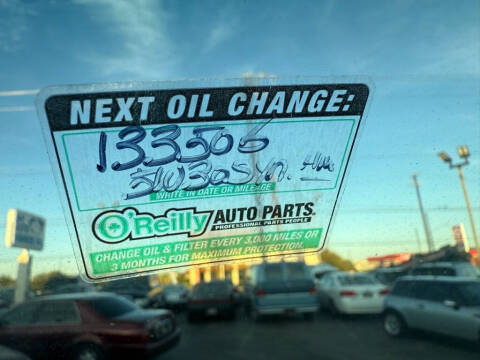 NEXT OIL CHANGE:
133506
5W30 Syn.
WRITE IN DATE OR MILEAGE
O'Reilly AUTO PARTS.
PROFESSIONAL PARTS PEOPLE
CHANGE OIL & FILTER EVERY 3,000 MILES OR
3 MONTHS FOR MAXIMUM PROTECTION.